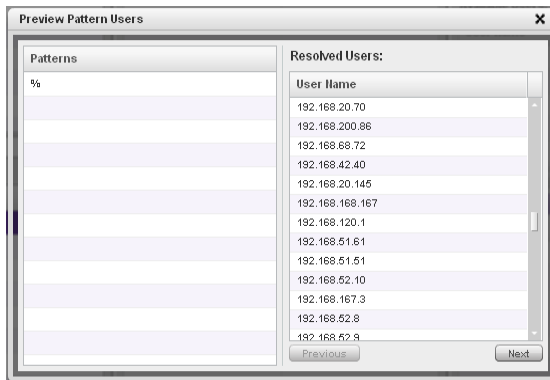 Preview Pattern Users
Patterns
%
Resolved Users:
User Name
192.168.20.70
192.168.200.86
192.168.68.72
192.168.42.40
192.168.20.145
192.168.168.167
192.168.120.1
192.168.51.61
192.168.51.51
192.168.52.10
192.168.167.3
192.168.52.8
192.168.52.9
Previous
Next